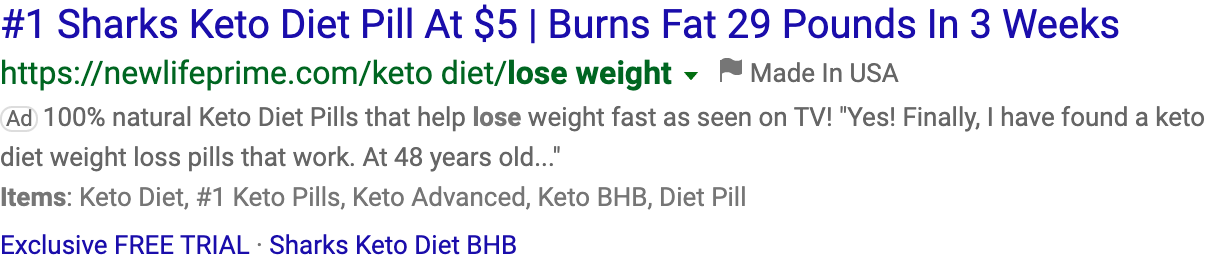 #1 Sharks Keto Diet Pill At $5 | Burns Fat 29 Pounds In 3 Weeks
https://newlifeprime.com/keto diet/lose weight Made In USA
Ad 100% natural Keto Diet Pills that help lose weight fast as seen on TV! "Yes! Finally, I have found a keto
diet weight loss pills that work. At 48 years old..."
Items: Keto Diet, #1 Keto Pills, Keto Advanced, Keto BHB, Diet Pill
Exclusive FREE TRIAL · Sharks Keto Diet BHB